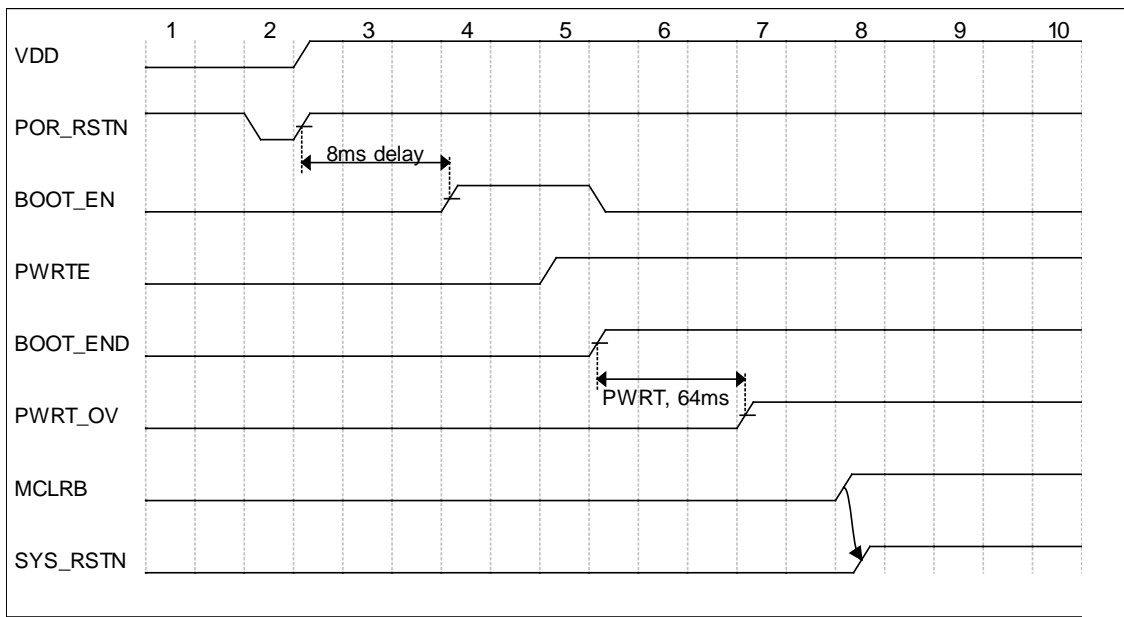 1 2 3 4 5 6 7 8 9 10
VDD
POR_RSTN
8ms delay
BOOT_EN
PWRTE
BOOT_END
PWRT, 64ms
PWRT_OV
MCLRB
SYS_RSTN